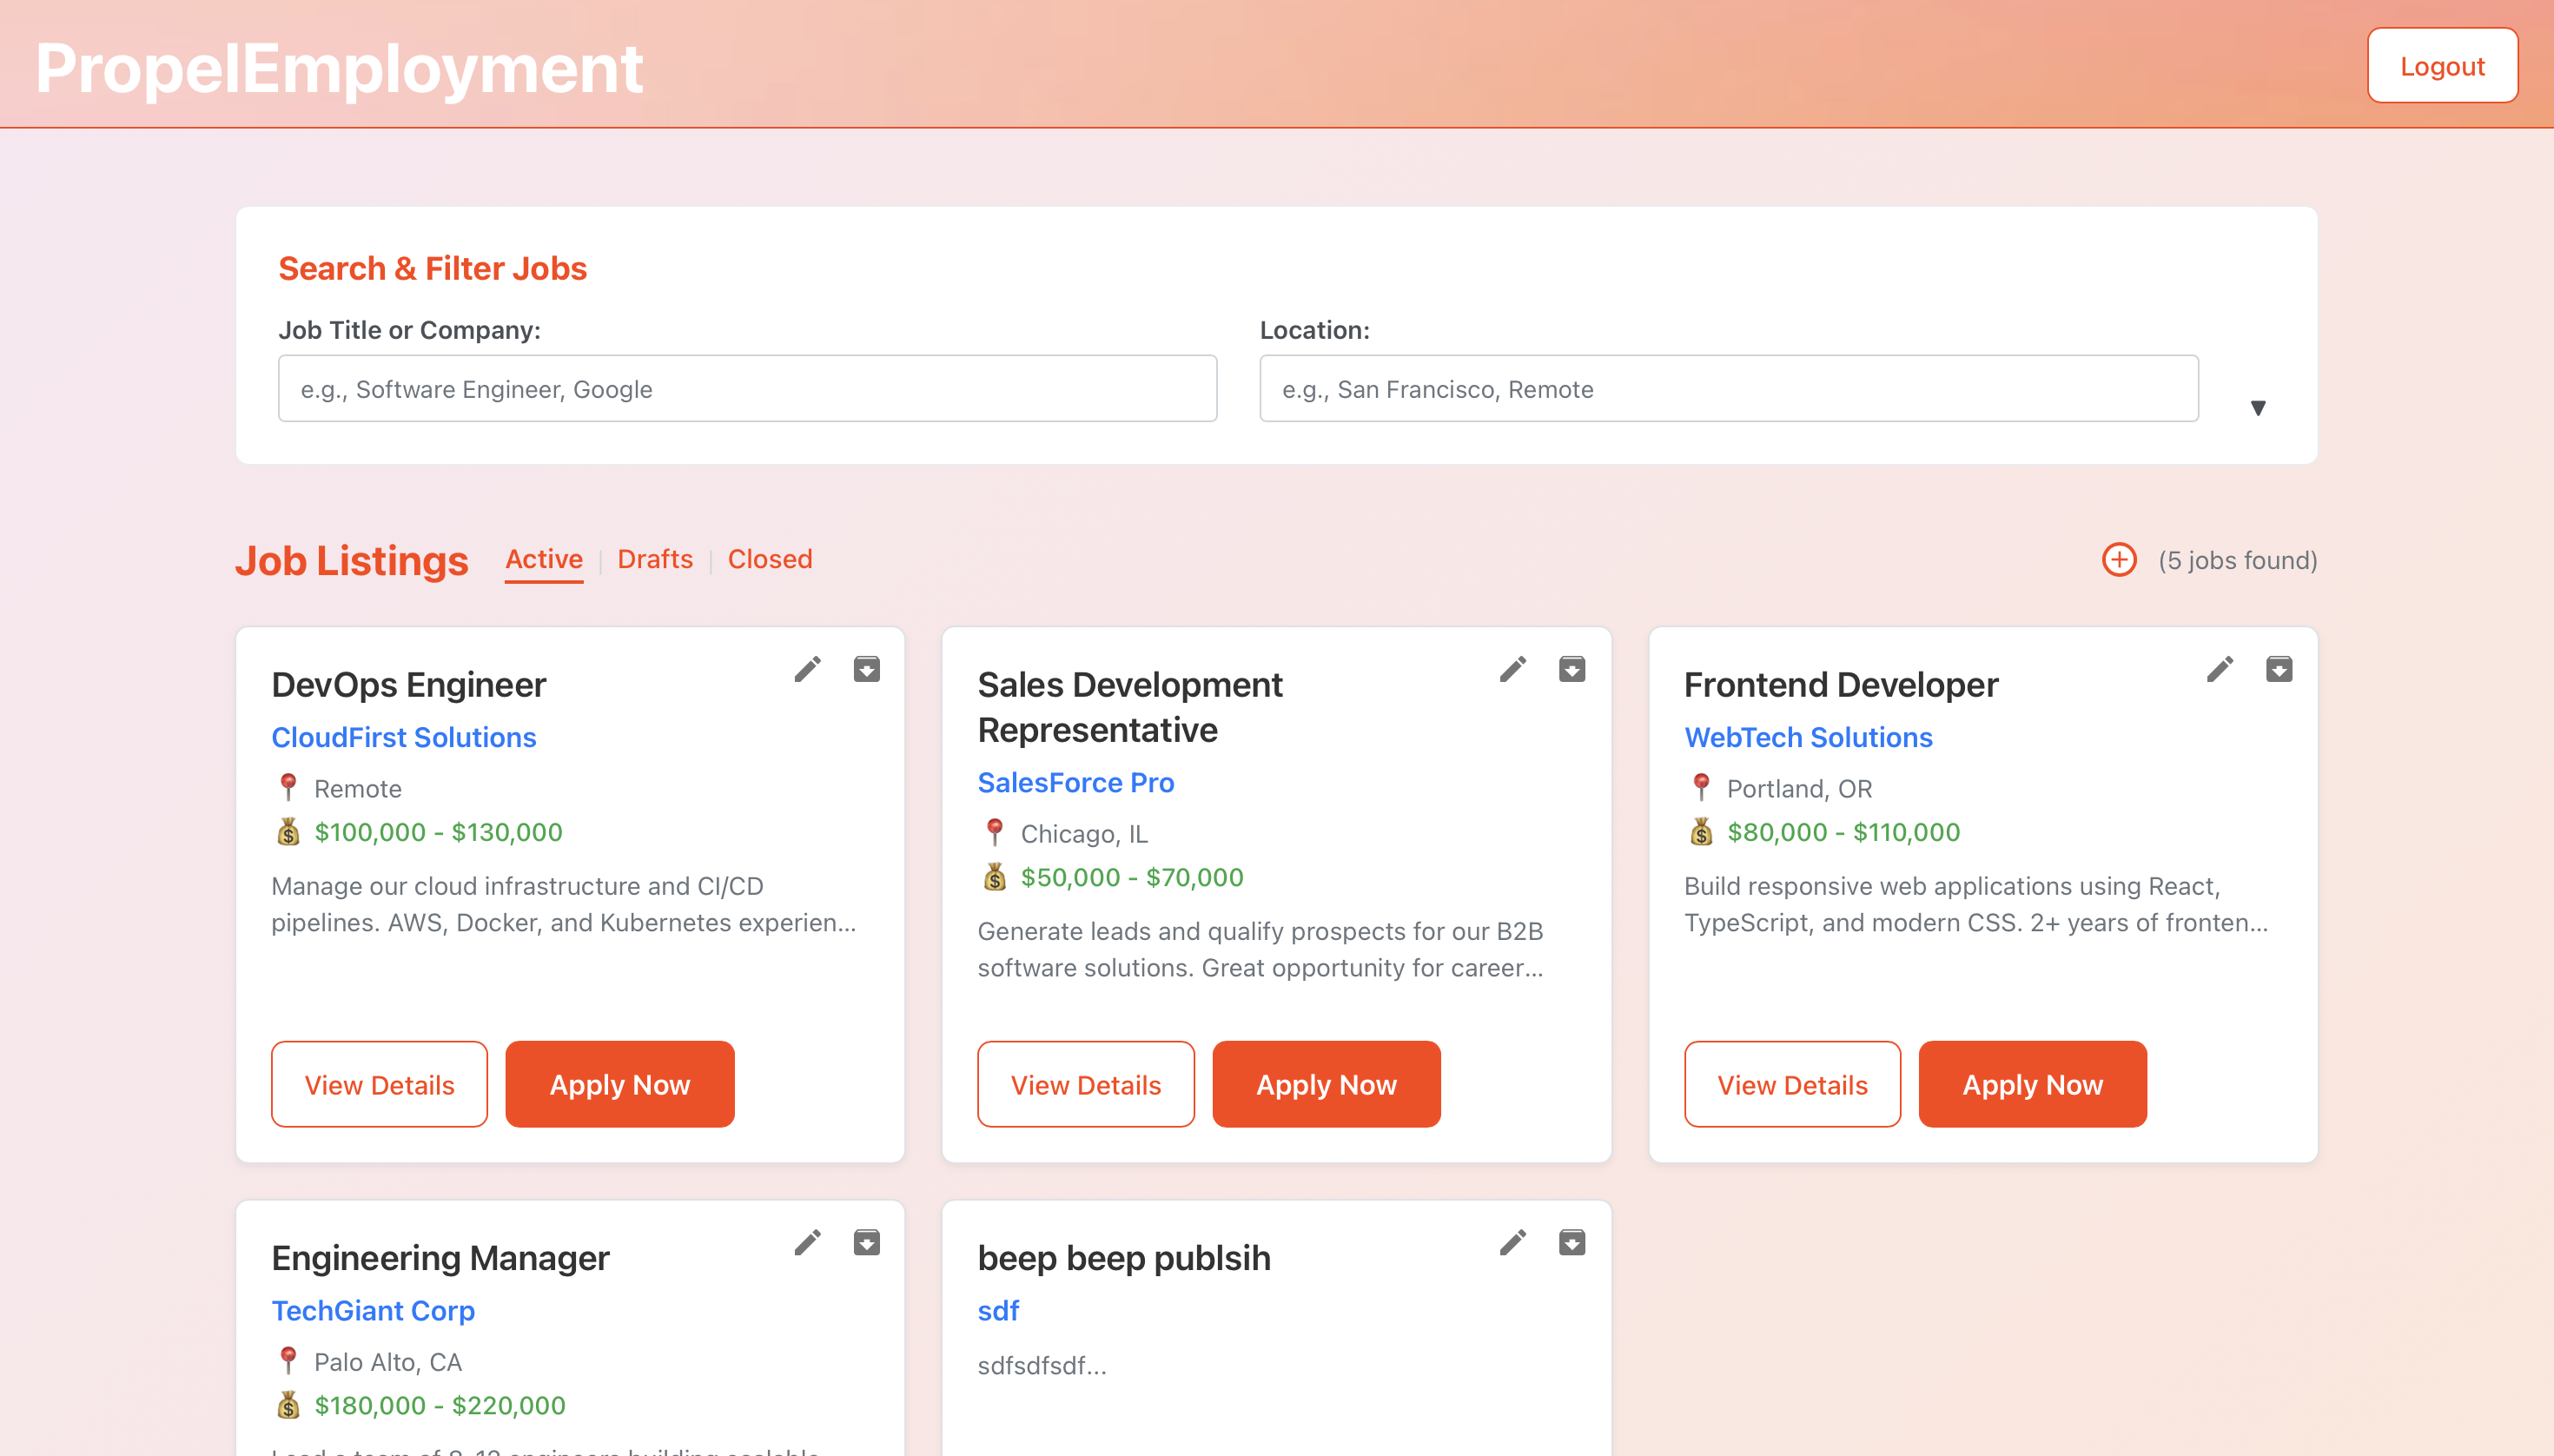 PropelEmployment
Logout
Search & Filter Jobs
Job Title or Company:
Location:
e.g., Software Engineer, Google
e.g., San Francisco, Remote
Job Listings
Active | Drafts | Closed
(5 jobs found)
DevOps Engineer
CloudFirst Solutions
Remote
$100,000 - $130,000
Manage our cloud infrastructure and CI/CD
pipelines. AWS, Docker, and Kubernetes experien...
View Details
Apply Now
Sales Development
Representative
SalesForce Pro
Chicago, IL
$50,000 - $70,000
Generate leads and qualify prospects for our B2B
software solutions. Great opportunity for career...
View Details
Apply Now
Frontend Developer
WebTech Solutions
Portland, OR
$80,000 - $110,000
Build responsive web applications using React,
TypeScript, and modern CSS. 2+ years of fronten...
View Details
Apply Now
Engineering Manager
TechGiant Corp
Palo Alto, CA
$180,000 - $220,000
beep beep publsih
sdf
sdfsdfsdf...